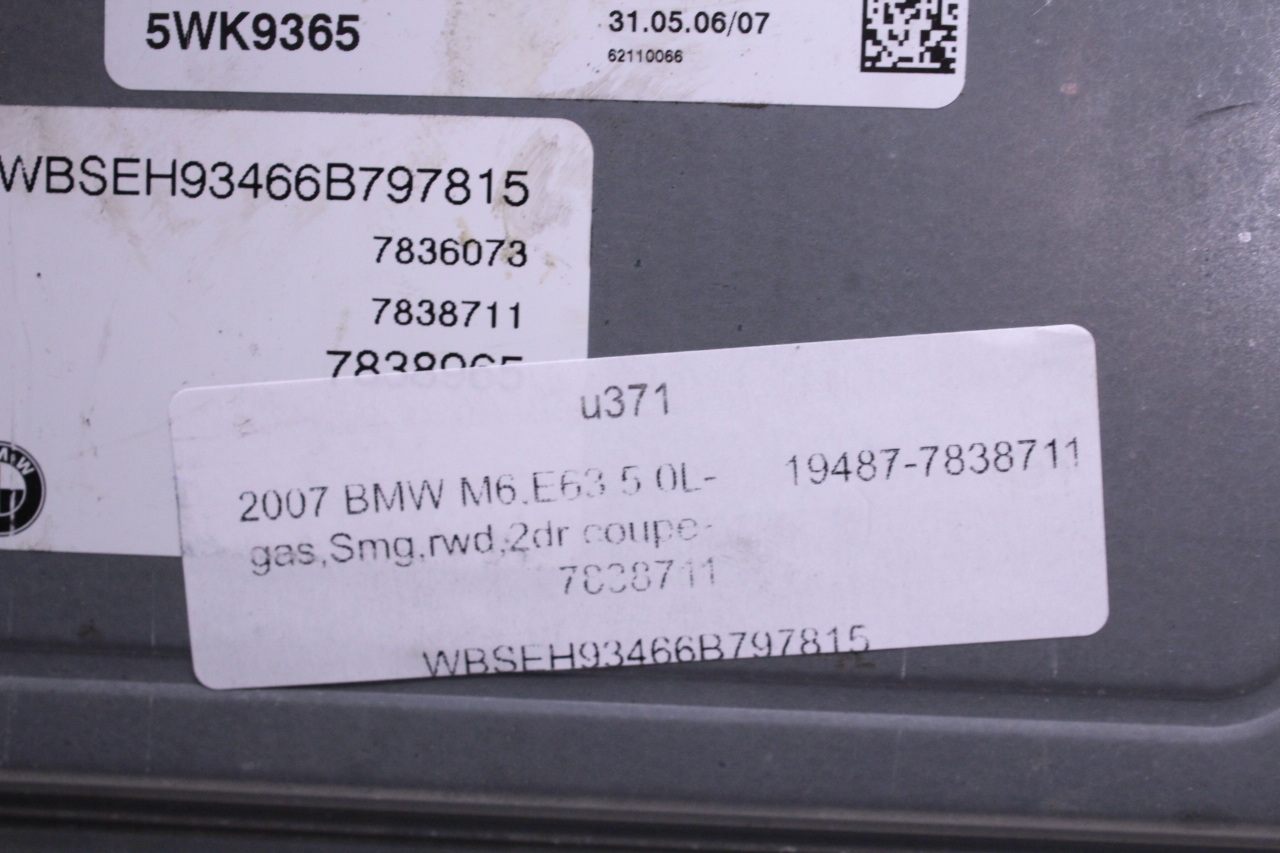 5WK9365
31.05.06/07
62110066
WBSEH93466B797815
7836073
7838711
7838965
u371
2007 BMW M6,E63 5.0L-
19487-7838711
gas,Smg,rwd,2dr coupe-
7838711
WBSEH93466B797815